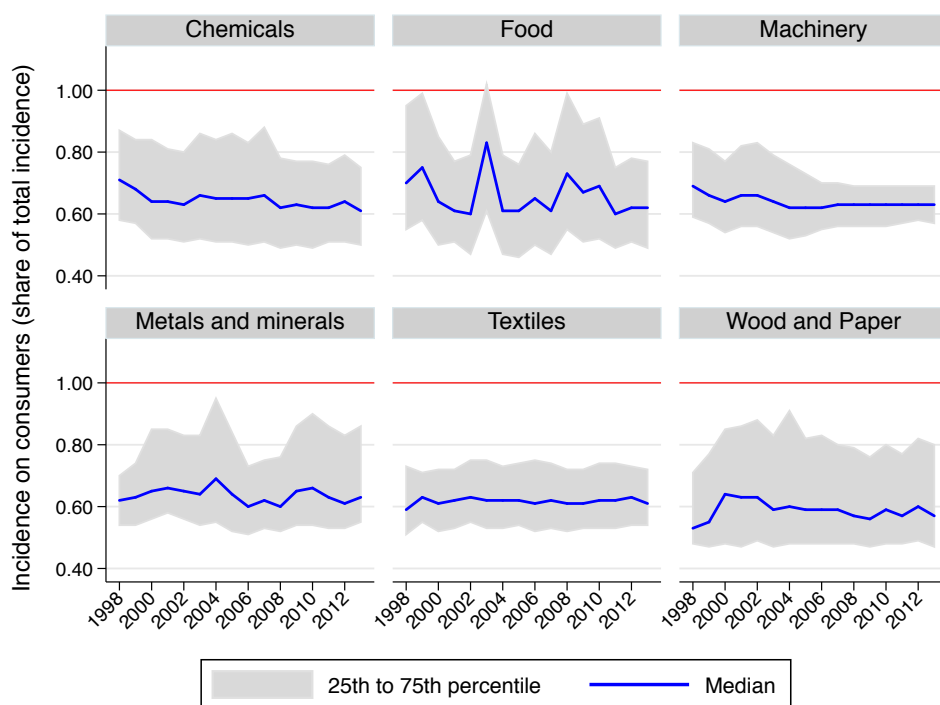 Incidence on consumers (share of total incidence)
Chemicals
Food
Machinery
1.00
0.80
0.60
0.40
Metals and minerals
Textiles
Wood and Paper
1.00
0.80
0.60
0.40
1998 2000 2002 2004 2006 2008 2010 2012
1998 2000 2002 2004 2006 2008 2010 2012
1998 2000 2002 2004 2006 2008 2010 2012
25th to 75th percentile
Median